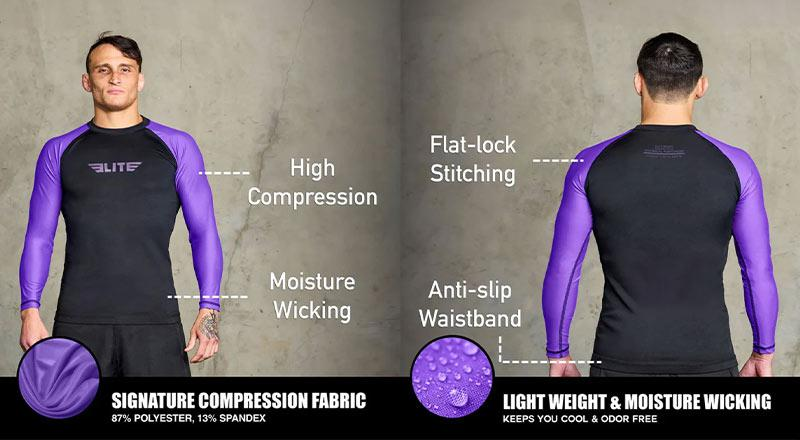 ELITE
High
Compression
Moisture
Wicking
SIGNATURE COMPRESSION FABRIC
87% POLYESTER, 13% SPANDEX
Flat-lock
Stitching
Anti-slip
Waistband
LIGHT WEIGHT & MOISTURE WICKING
KEEPS YOU COOL & ODOR FREE